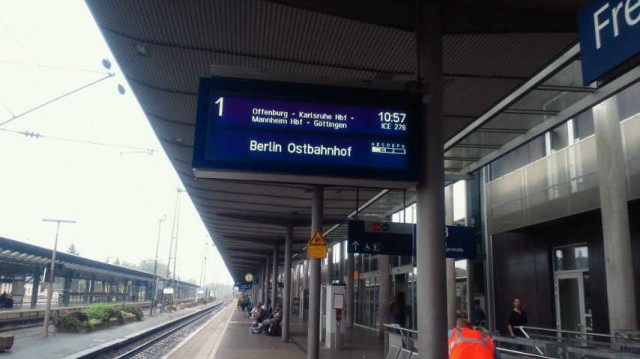 Fre
1
Offenburg - Karlsruhe Hbf -
Mannheim Hbf - Göttingen
10:57
ICE 276
Berlin Ostbahnhof